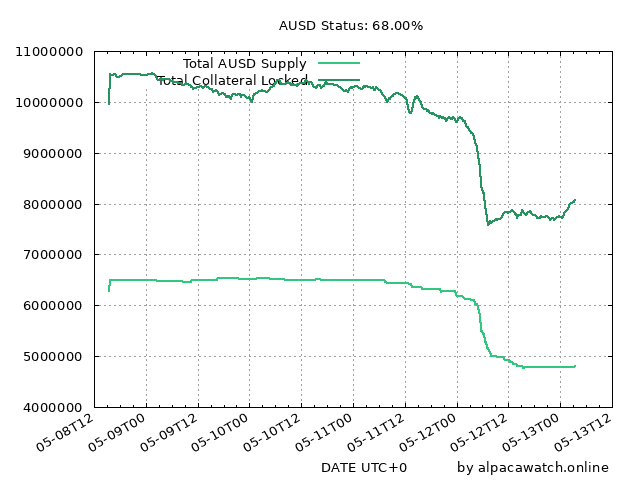 AUSD Status: 68.00%
11000000
10000000
9000000
8000000
7000000
6000000
5000000
4000000
Total AUSD Supply
Total Collateral Locked
05-08T12
05-09T00
05-09T12
05-10T00
05-10T12
05-11T00
05-11T12
05-12T00
05-12T12
05-13T00
05-13T12
DATE UTC+0
by alpacawatch.online